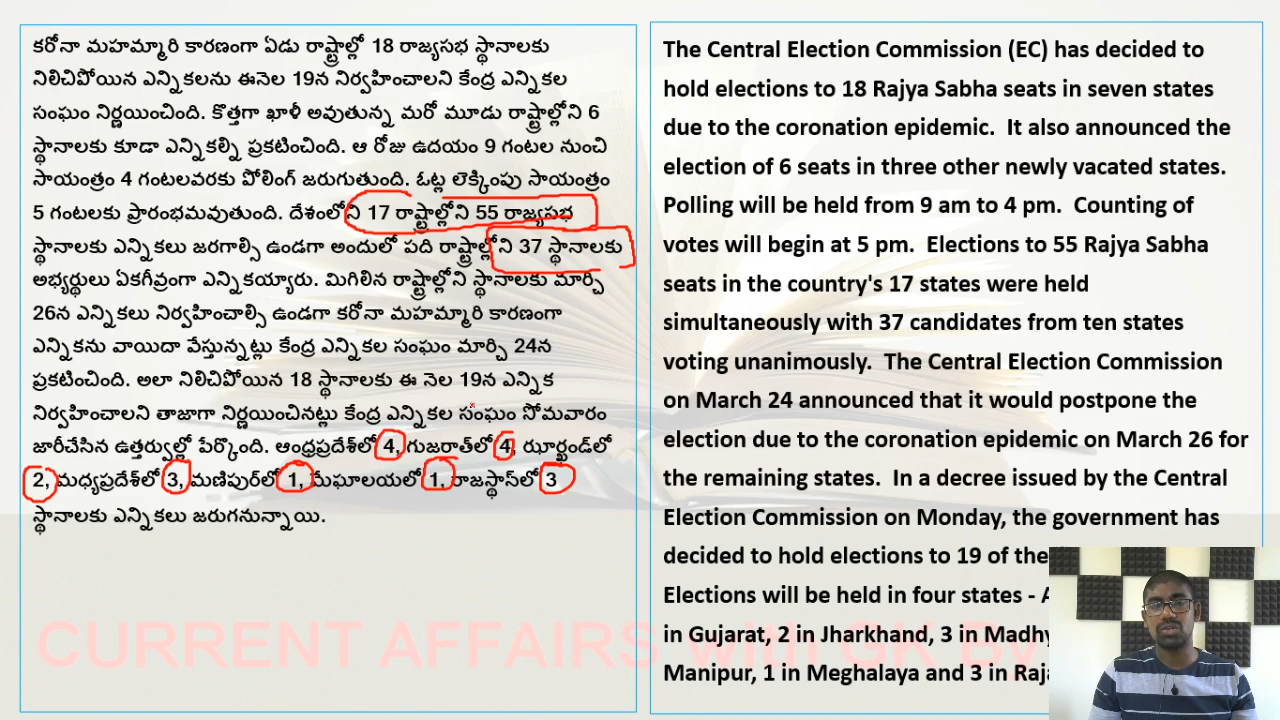 కరోనా మహమ్మారి కారణంగా ఏడు రాష్ట్రాల్లో 18 రాజ్యసభ స్థానాలకు
నిలిచిపోయిన ఎన్నికలను ఈనెల 19న నిర్వహించాలని కేంద్ర ఎన్నికల
సంఘం నిర్ణయించింది. కొత్తగా ఖాళీ అవుతున్న మరో మూడు రాష్ట్రాల్లోని 6
స్థానాలకు కూడా ఎన్నికల్ని ప్రకటించింది. ఆ రోజు ఉదయం 9 గంటల నుంచి
సాయంత్రం 4 గంటలవరకు పోలింగ్ జరుగుతుంది. ఓట్ల లెక్కింపు సాయంత్రం
5 గంటలకు ప్రారంభమవుతుంది. దేశంలోని 17 రాష్ట్రాల్లోని 55 రాజ్యసభ
స్థానాలకు ఎన్నికలు జరగాల్సి ఉండగా అందులో పది రాష్ట్రాల్లోని 37 స్థానాలకు
అభ్యర్థులు ఏకగీవ్రంగా ఎన్నికయ్యారు. మిగిలిన రాష్ట్రాల్లోని స్థానాలకు మార్చి
26న ఎన్నికలు నిర్వహించాల్సి ఉండగా కరోనా మహమ్మారి కారణంగా
ఎన్నికను వాయిదా వేస్తున్నట్లు కేంద్ర ఎన్నికల సంఘం మార్చి 24న
ప్రకటించింది. అలా నిలిచిపోయిన 18 స్థానాలకు ఈ నెల 19న ఎన్నిక
నిర్వహించాలని తాజాగా నిర్ణయించినట్లు కేంద్ర ఎన్నికల సంఘం సోమవారం
జారీచేసిన ఉత్తర్వుల్లో పేర్కొంది. ఆంధ్రప్రదేశ్‌లో 4, గుజరాత్‌లో 4, ఝార్ఖండ్‌లో
2, మధ్యప్రదేశ్‌లో 3, మణిపుర్‌లో 1, మేఘాలయలో 1, రాజస్థాన్‌లో 3
స్థానాలకు ఎన్నికలు జరుగనున్నాయి.
The Central Election Commission (EC) has decided to
hold elections to 18 Rajya Sabha seats in seven states
due to the coronation epidemic. It also announced the
election of 6 seats in three other newly vacated states.
Polling will be held from 9 am to 4 pm. Counting of
votes will begin at 5 pm. Elections to 55 Rajya Sabha
seats in the country's 17 states were held
simultaneously with 37 candidates from ten states
voting unanimously. The Central Election Commission
on March 24 announced that it would postpone the
election due to the coronation epidemic on March 26 for
the remaining states. In a decree issued by the Central
Election Commission on Monday, the government has
decided to hold elections to 19 of the
Elections will be held in four states - A
in Gujarat, 2 in Jharkhand, 3 in Madhy
Manipur, 1 in Meghalaya and 3 in Raja
CURRENT AFFAIRS with GK By